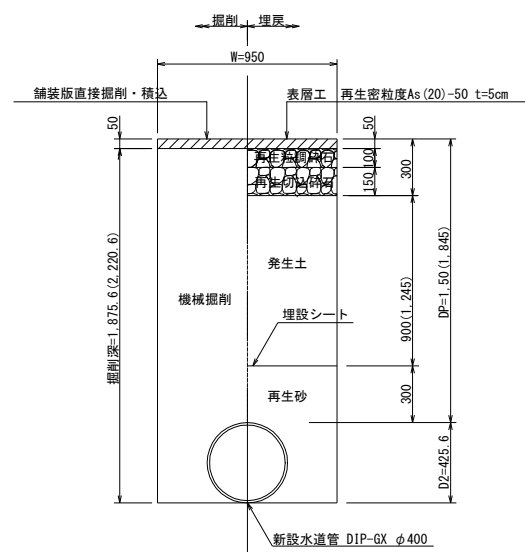 掘削 埋戻
W=950
舗装版直接掘削・積込
表層工 再生密粒度As(20)-50 t=5cm
50
50
再生粒調砕石
100
再生切込砕石
150
300
発生土
機械掘削
掘削深=1,875.6(2,220.6)
900(1,245)
DP=1.50(1,845)
埋設シート
再生砂
300
D2=425.6
新設水道管 DIP-GX φ400